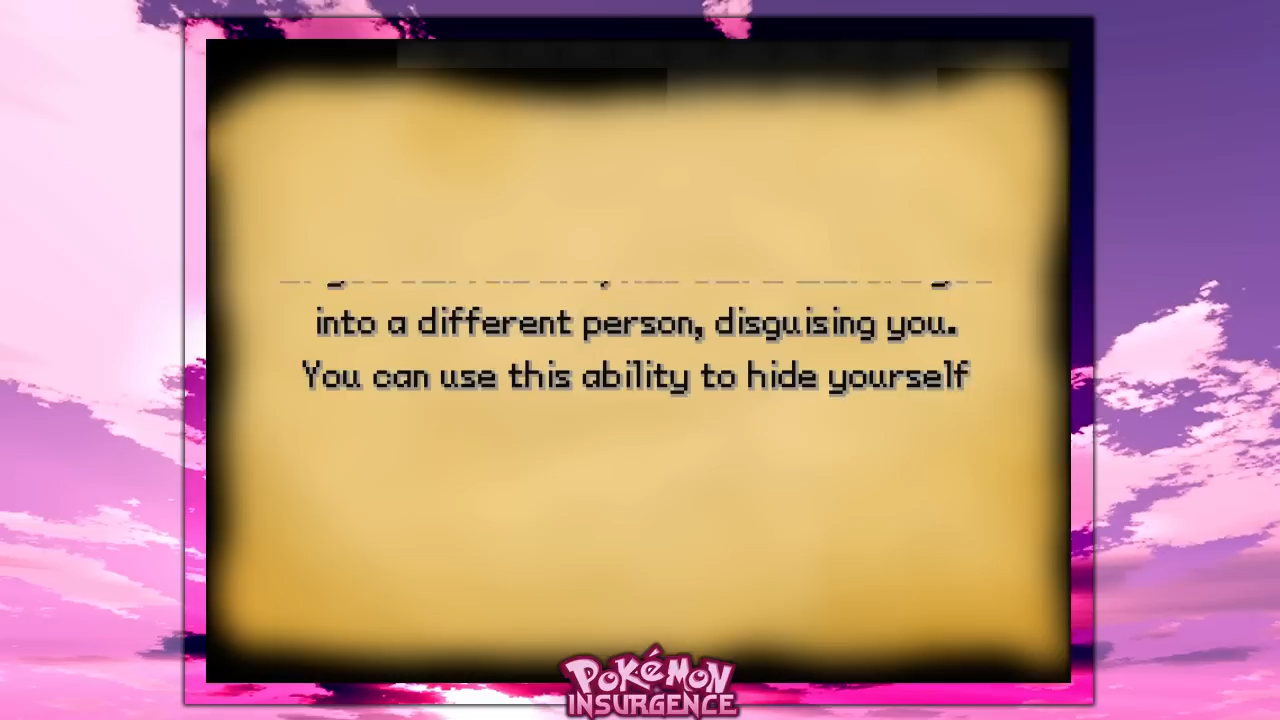 into a different person, disguising you.
You can use this ability to hide yourself
POKéMON
INSURGENCE